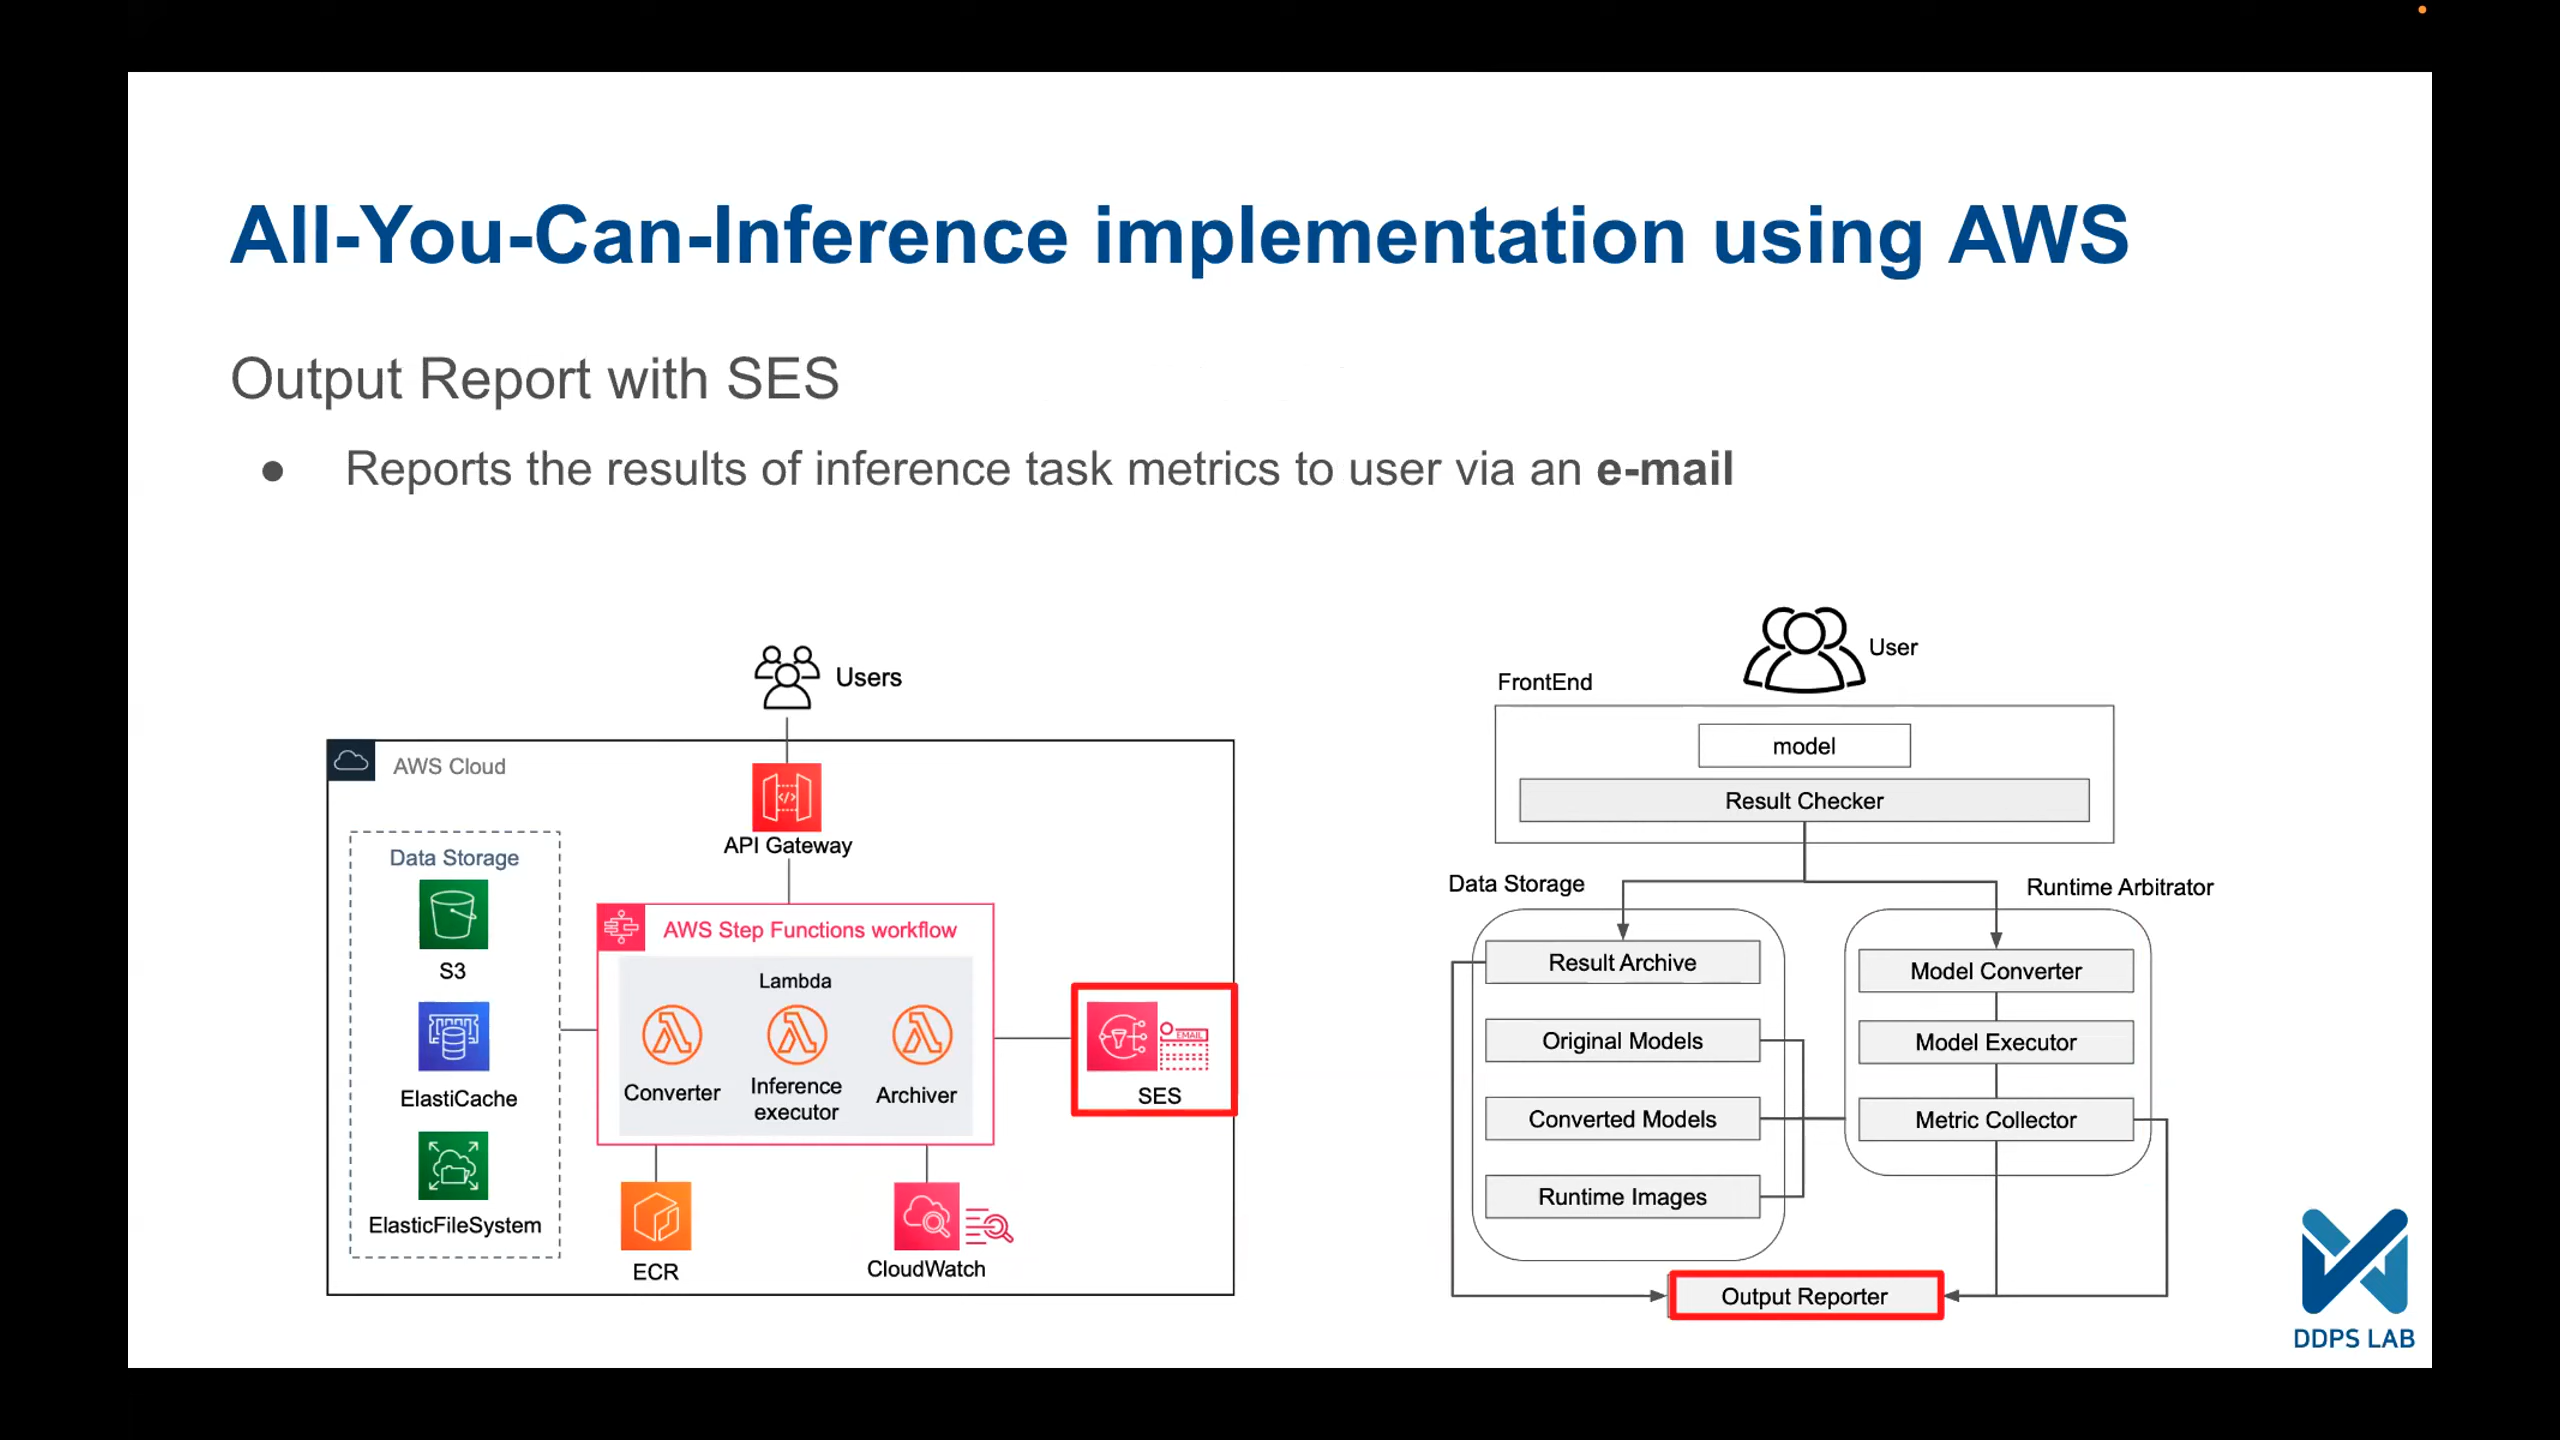 All-You-Can-Inference implementation using AWS
Output Report with SES
● Reports the results of inference task metrics to user via an e-mail
Users
AWS Cloud
API Gateway
Data Storage
S3
ElastiCache
ElasticFileSystem
AWS Step Functions workflow
Lambda
Converter
Inference
executor
Archiver
EMAIL
SES
ECR
CloudWatch
User
FrontEnd
model
Result Checker
Data Storage
Runtime Arbitrator
Result Archive
Original Models
Converted Models
Runtime Images
Model Converter
Model Executor
Metric Collector
Output Reporter
DDPS LAB